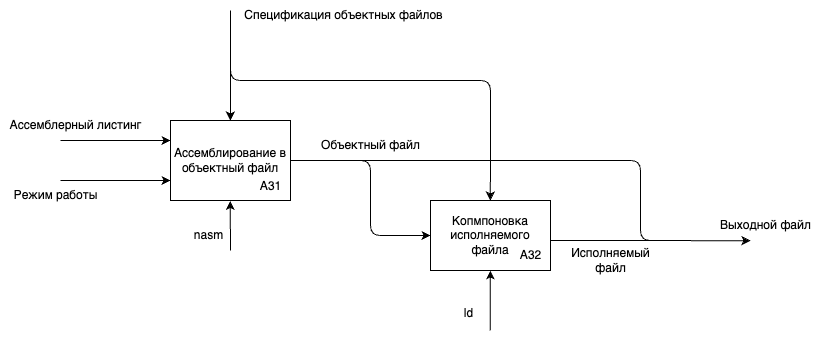 Спецификация объектных файлов
Ассемблерный листинг
Объектный файл
Ассемблирование в
объектный файл
А31
Режим работы
nasm
Копмпоновка
исполняемого
файла
А32
Выходной файл
Исполняемый
файл
ld